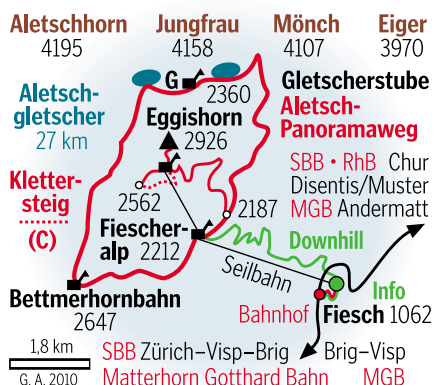 Aletschhorn Jungfrau Mönch Eiger
4195 4158 4107 3970
G
2360
Gletscherstube
Aletsch-
gletscher
27 km
Eggishorn
2926
Aletsch-
Panoramaweg
SBB • RhB Chur
Disentis/Muster
MGB Andermatt
Kletter-
steig
(C)
2562
2187
Fiescher-
alp
2212
Downhill
Seilbahn
Bettmerhornbahn
2647
Info
Bahnhof
Fiesch 1062
1,8 km
G. A. 2010
SBB Zürich–Visp–Brig Brig–Visp
Matterhorn Gotthard Bahn MGB